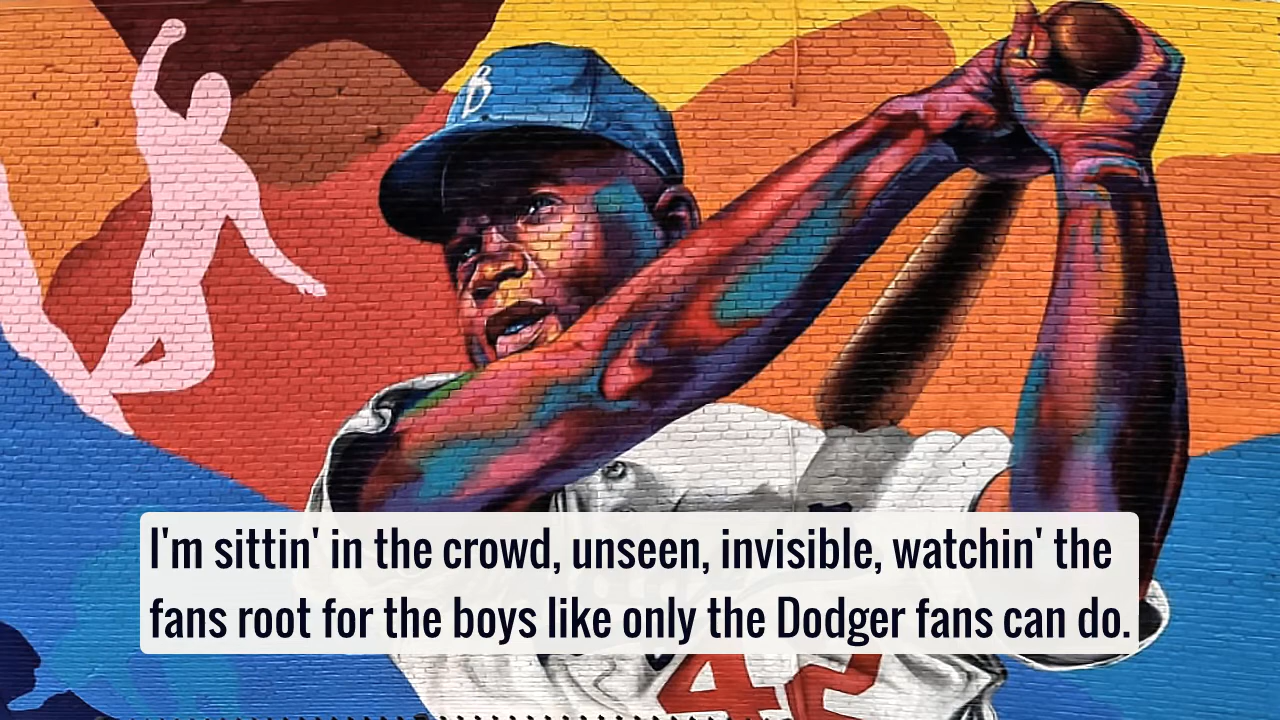 B
I'm sittin' in the crowd, unseen, invisible, watchin' the
fans root for the boys like only the Dodger fans can do.
42